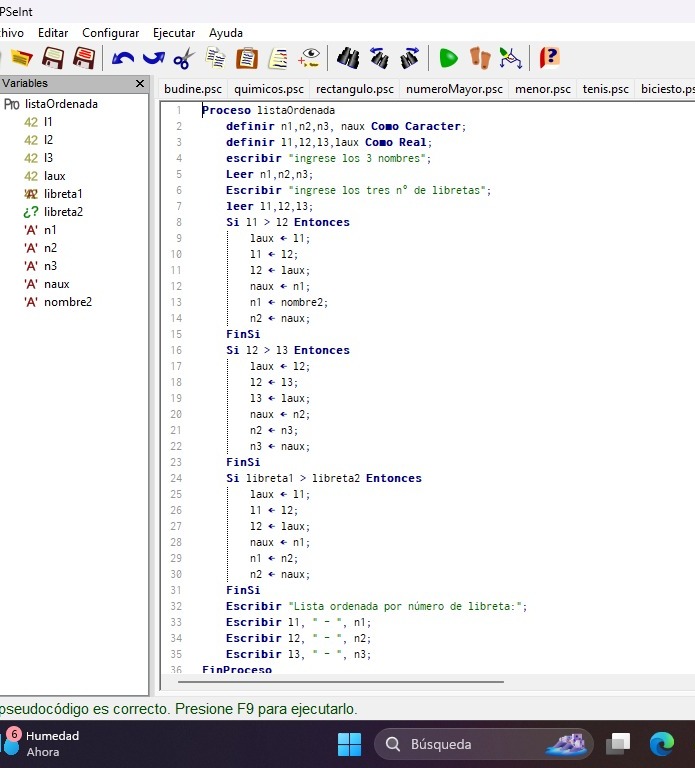 PSeInt
chivo Editar Configurar Ejecutar Ayuda
Variables
budine.psc quimicos.psc rectangulo.psc numeroMayor.psc menor.psc tenis.psc biciesto.ps
Pro listaOrdenada
42 l1
42 l2
42 l3
42 laux
libreta1
¿? libreta2
'A' n1
'A' n2
'A' n3
'A' naux
'A' nombre2
1 Proceso listaOrdenada
2 definir n1,n2,n3, naux Como Caracter;
3 definir l1,l2,l3,laux Como Real;
4 escribir "ingrese los 3 nombres";
5 Leer n1,n2,n3;
6 Escribir "ingrese los tres nº de libretas";
7 leer l1,l2,l3;
8 Si l1 > l2 Entonces
9 laux ← l1;
10 l1 ← l2;
11 l2 ← laux;
12 naux ← n1;
13 n1 ← nombre2;
14 n2 ← naux;
15 FinSi
16 Si l2 > l3 Entonces
17 laux ← l2;
18 l2 ← l3;
19 l3 ← laux;
20 naux ← n2;
21 n2 ← n3;
22 n3 ← naux;
23 FinSi
24 Si libreta1 > libreta2 Entonces
25 laux ← l1;
26 l1 ← l2;
27 l2 ← laux;
28 naux ← n1;
29 n1 ← n2;
30 n2 ← naux;
31 FinSi
32 Escribir "Lista ordenada por número de libreta:";
33 Escribir l1, " - ", n1;
34 Escribir l2, " - ", n2;
35 Escribir l3, " - ", n3;
36 FinProceso
pseudocódigo es correcto. Presione F9 para ejecutarlo.
6
Humedad
Ahora
Búsqueda